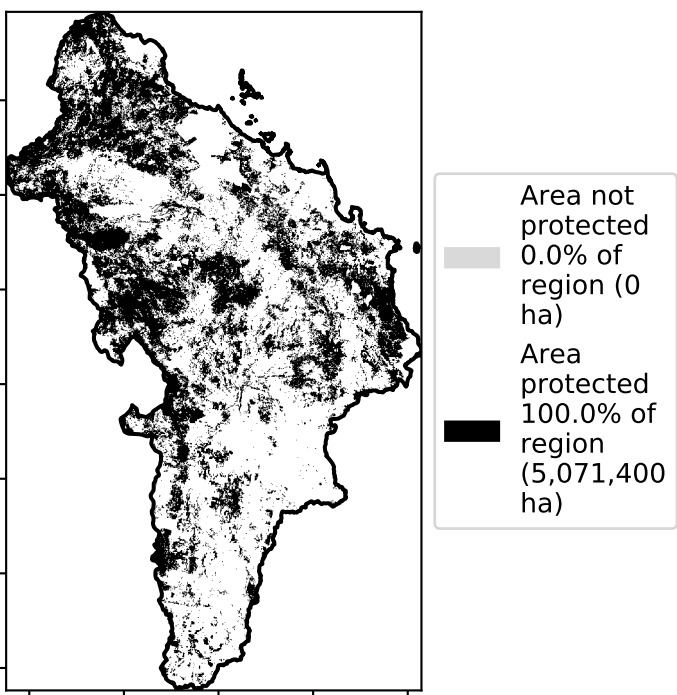 Area not
protected
0.0% of
region (0
ha)
Area
protected
100.0% of
region
(5,071,400
ha)